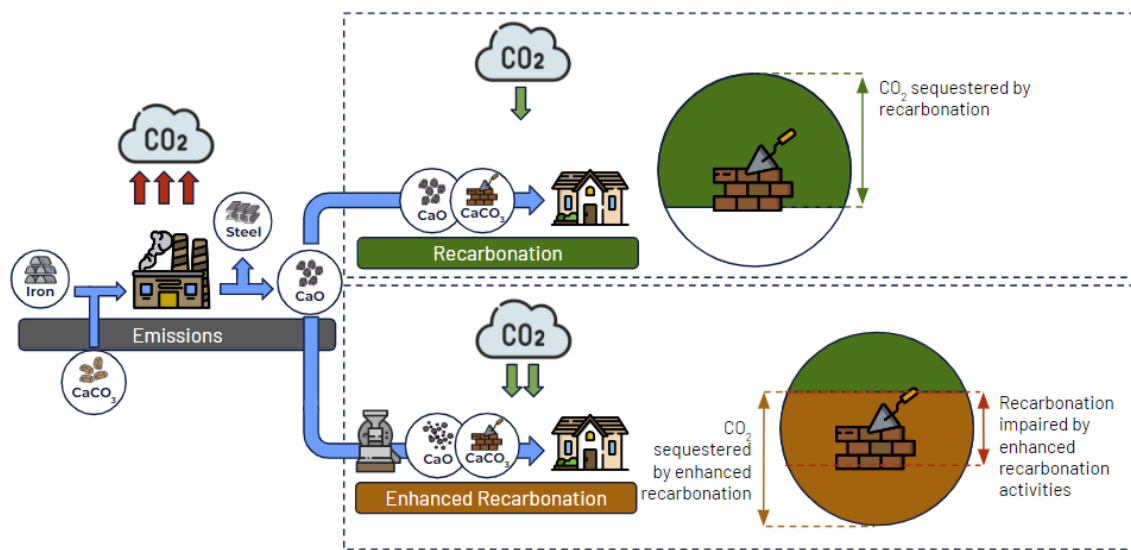 CO2
CO₂ sequestered by
recarbonation
CO2
Steel
CaO
CaCO₃
Recarbonation
Iron
CaO
Emissions
CaCO₃
CO2
CaO
CaCO₃
Enhanced Recarbonation
CO₂
sequestered
by enhanced
recarbonation
Recarbonation
impaired by
enhanced
recarbonation
activities